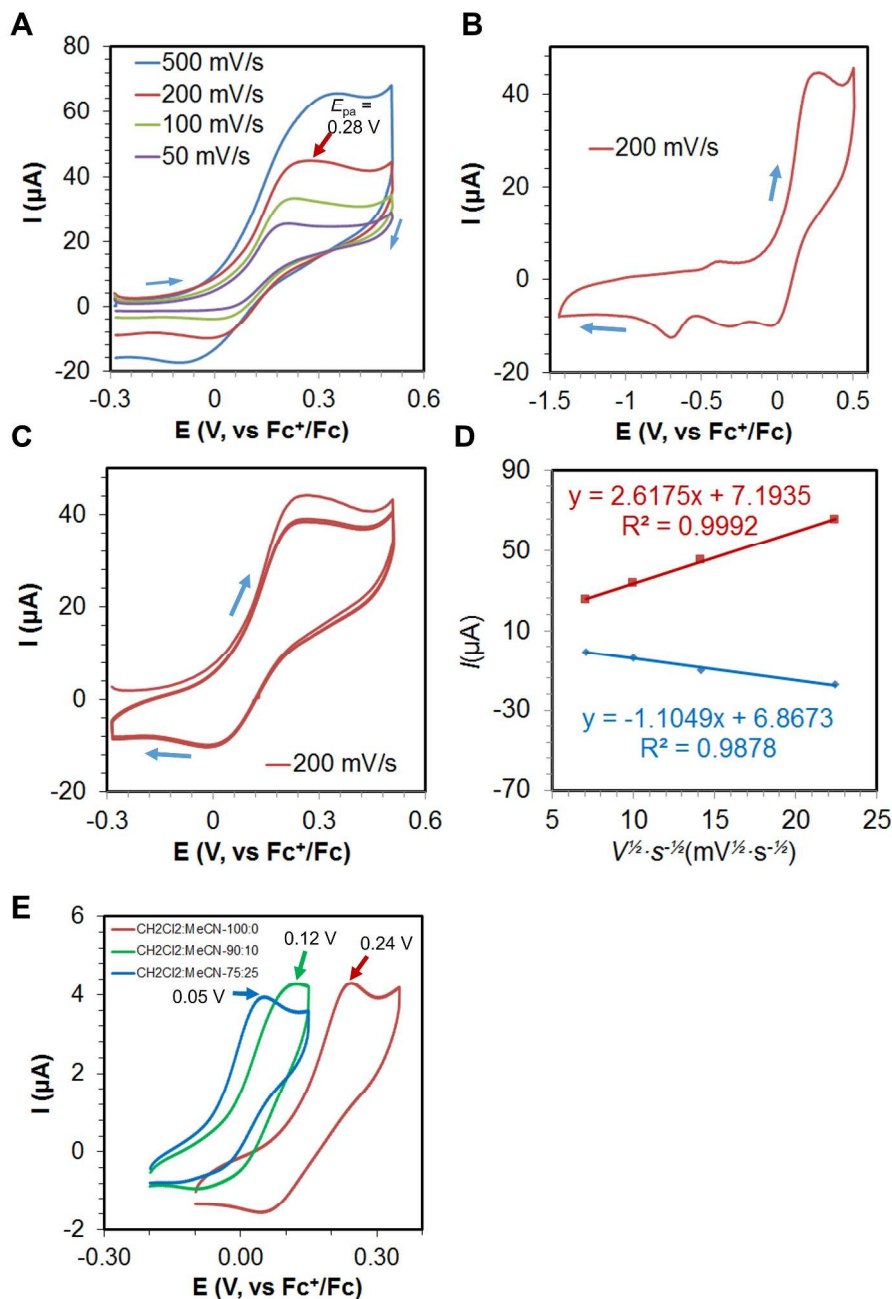 A
80
60
40
20
0
-20
I (µA)
500 mV/s
200 mV/s
100 mV/s
50 mV/s
Epa =
0.28 V
-0.3
0
0.3
0.6
E (V, vs Fc⁺/Fc)
B
40
20
0
-20
I (µA)
200 mV/s
-1.5
-1
-0.5
0
0.5
E (V, vs Fc⁺/Fc)
C
40
20
0
-20
I (µA)
200 mV/s
-0.3
0
0.3
0.6
E (V, vs Fc⁺/Fc)
D
90
50
10
-30
-70
I(µA)
y = 2.6175x + 7.1935
R² = 0.9992
y = -1.1049x + 6.8673
R² = 0.9878
5
10
15
20
25
V^½·s^-½(mV^½·s^-½)
E
6
4
2
0
-2
I (µA)
CH2Cl2:MeCN-100:0
CH2Cl2:MeCN-90:10
CH2Cl2:MeCN-75:25
0.12 V
0.24 V
0.05 V
-0.30
0.00
0.30
E (V, vs Fc⁺/Fc)